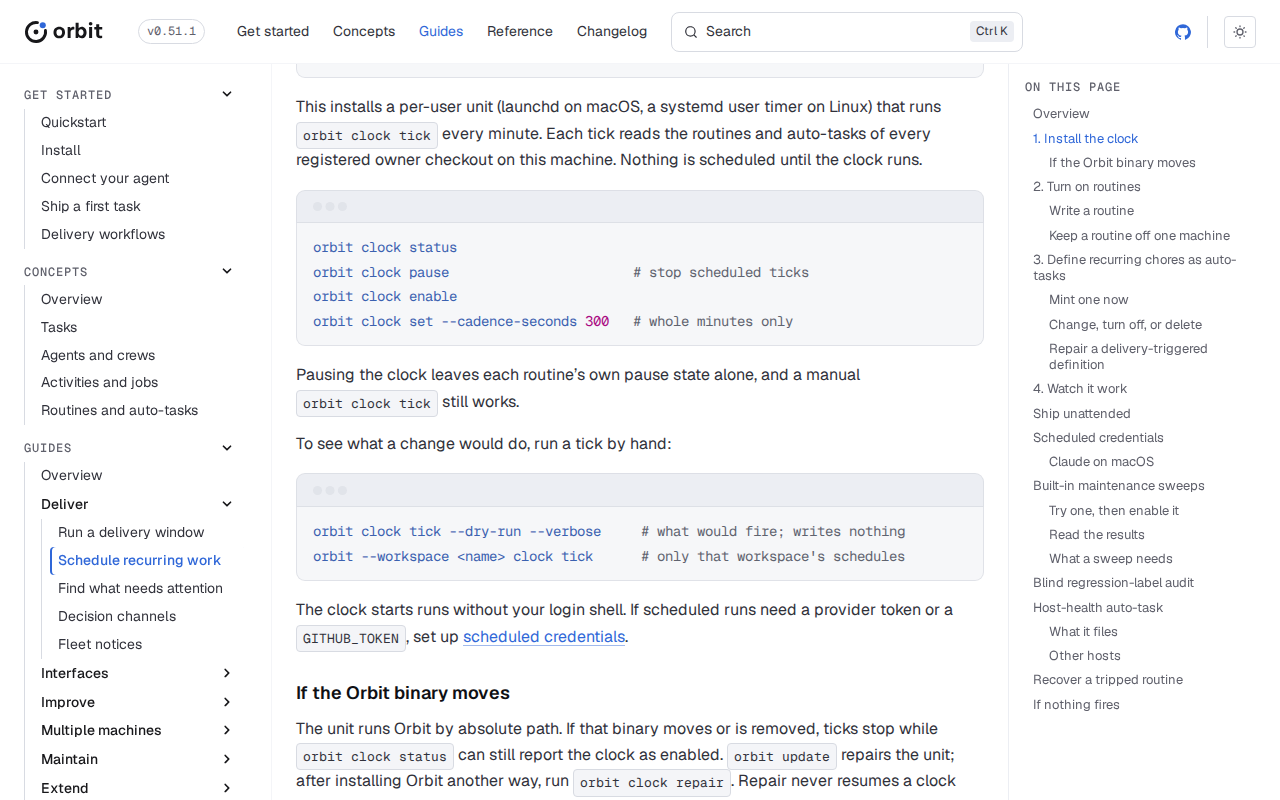 orbit
v0.51.1
Get started
Concepts
Guides
Reference
Changelog
Search
Ctrl K
GET STARTED
Quickstart
Install
Connect your agent
Ship a first task
Delivery workflows
CONCEPTS
Overview
Tasks
Agents and crews
Activities and jobs
Routines and auto-tasks
GUIDES
Overview
Deliver
Run a delivery window
Schedule recurring work
Find what needs attention
Decision channels
Fleet notices
Interfaces
Improve
Multiple machines
Maintain
Extend
This installs a per-user unit (launchd on macOS, a systemd user timer on Linux) that runs
orbit clock tick every minute. Each tick reads the routines and auto-tasks of every
registered owner checkout on this machine. Nothing is scheduled until the clock runs.
orbit clock status
orbit clock pause # stop scheduled ticks
orbit clock enable
orbit clock set --cadence-seconds 300 # whole minutes only
Pausing the clock leaves each routine’s own pause state alone, and a manual
orbit clock tick still works.
To see what a change would do, run a tick by hand:
orbit clock tick --dry-run --verbose # what would fire; writes nothing
orbit --workspace <name> clock tick # only that workspace's schedules
The clock starts runs without your login shell. If scheduled runs need a provider token or a
GITHUB_TOKEN, set up scheduled credentials.
If the Orbit binary moves
The unit runs Orbit by absolute path. If that binary moves or is removed, ticks stop while
orbit clock status can still report the clock as enabled. orbit update repairs the unit;
after installing Orbit another way, run orbit clock repair. Repair never resumes a clock
ON THIS PAGE
Overview
1. Install the clock
If the Orbit binary moves
2. Turn on routines
Write a routine
Keep a routine off one machine
3. Define recurring chores as auto-
tasks
Mint one now
Change, turn off, or delete
Repair a delivery-triggered
definition
4. Watch it work
Ship unattended
Scheduled credentials
Claude on macOS
Built-in maintenance sweeps
Try one, then enable it
Read the results
What a sweep needs
Blind regression-label audit
Host-health auto-task
What it files
Other hosts
Recover a tripped routine
If nothing fires